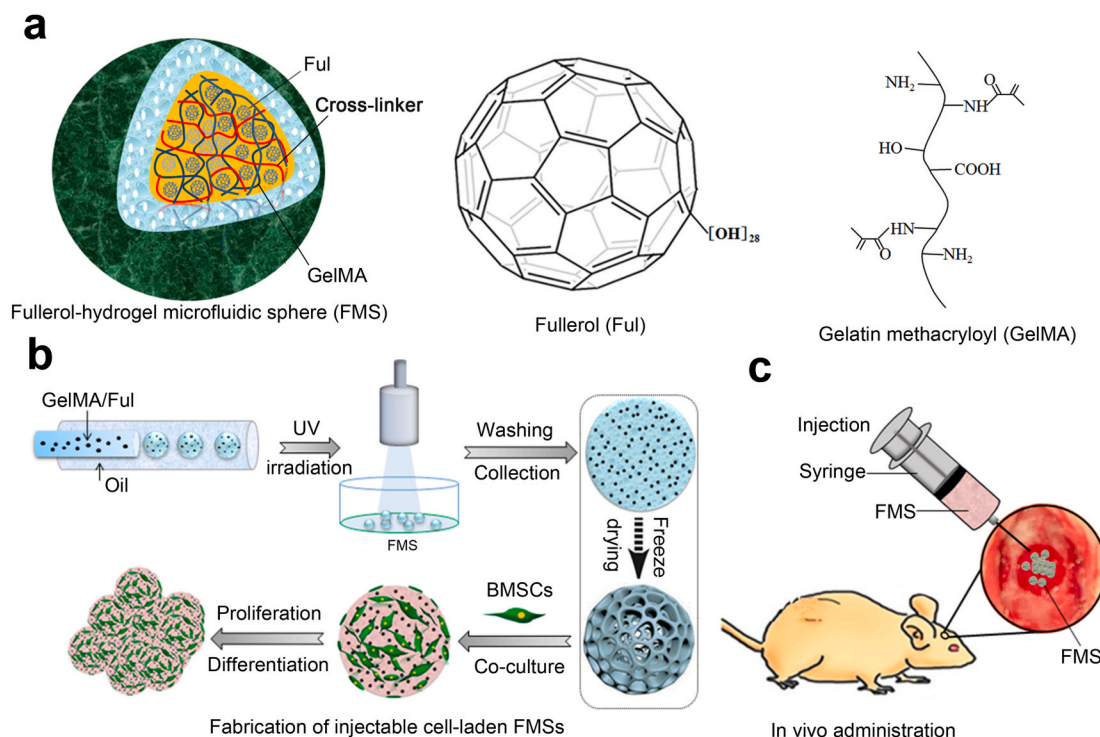 a
Ful
Cross-linker
GelMA
Fullerol-hydrogel microfluidic sphere (FMS)
[OH]28
Fullerol (Ful)
NH2
O
NH
HO
COOH
HN
O
NH2
Gelatin methacryloyl (GelMA)
b
GelMA/Ful
Oil
UV
irradiation
FMS
Washing
Collection
Freeze
drying
BMSCs
Co-culture
Proliferation
Differentiation
Fabrication of injectable cell-laden FMSs
c
Injection
Syringe
FMS
FMS
In vivo administration